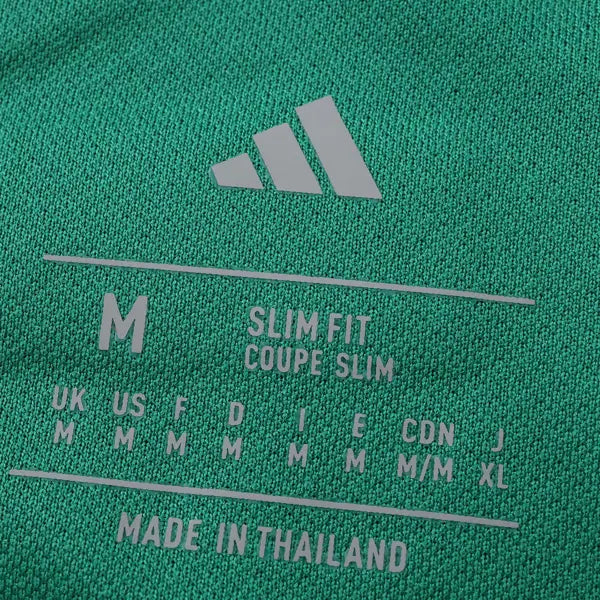 M
SLIM FIT
COUPE SLIM
UK US F D I E CDN J
M M M M M M M/M XL
MADE IN THAILAND